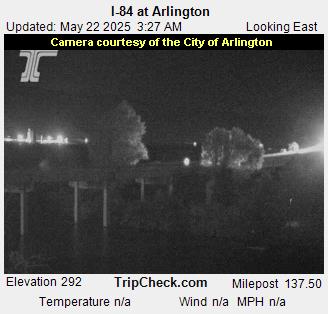 I-84 at Arlington
Updated: May 22 2025 3:27 AM Looking East
Camera courtesy of the City of Arlington
Elevation 292 TripCheck.com Milepost 137.50
Temperature n/a Wind n/a MPH n/a